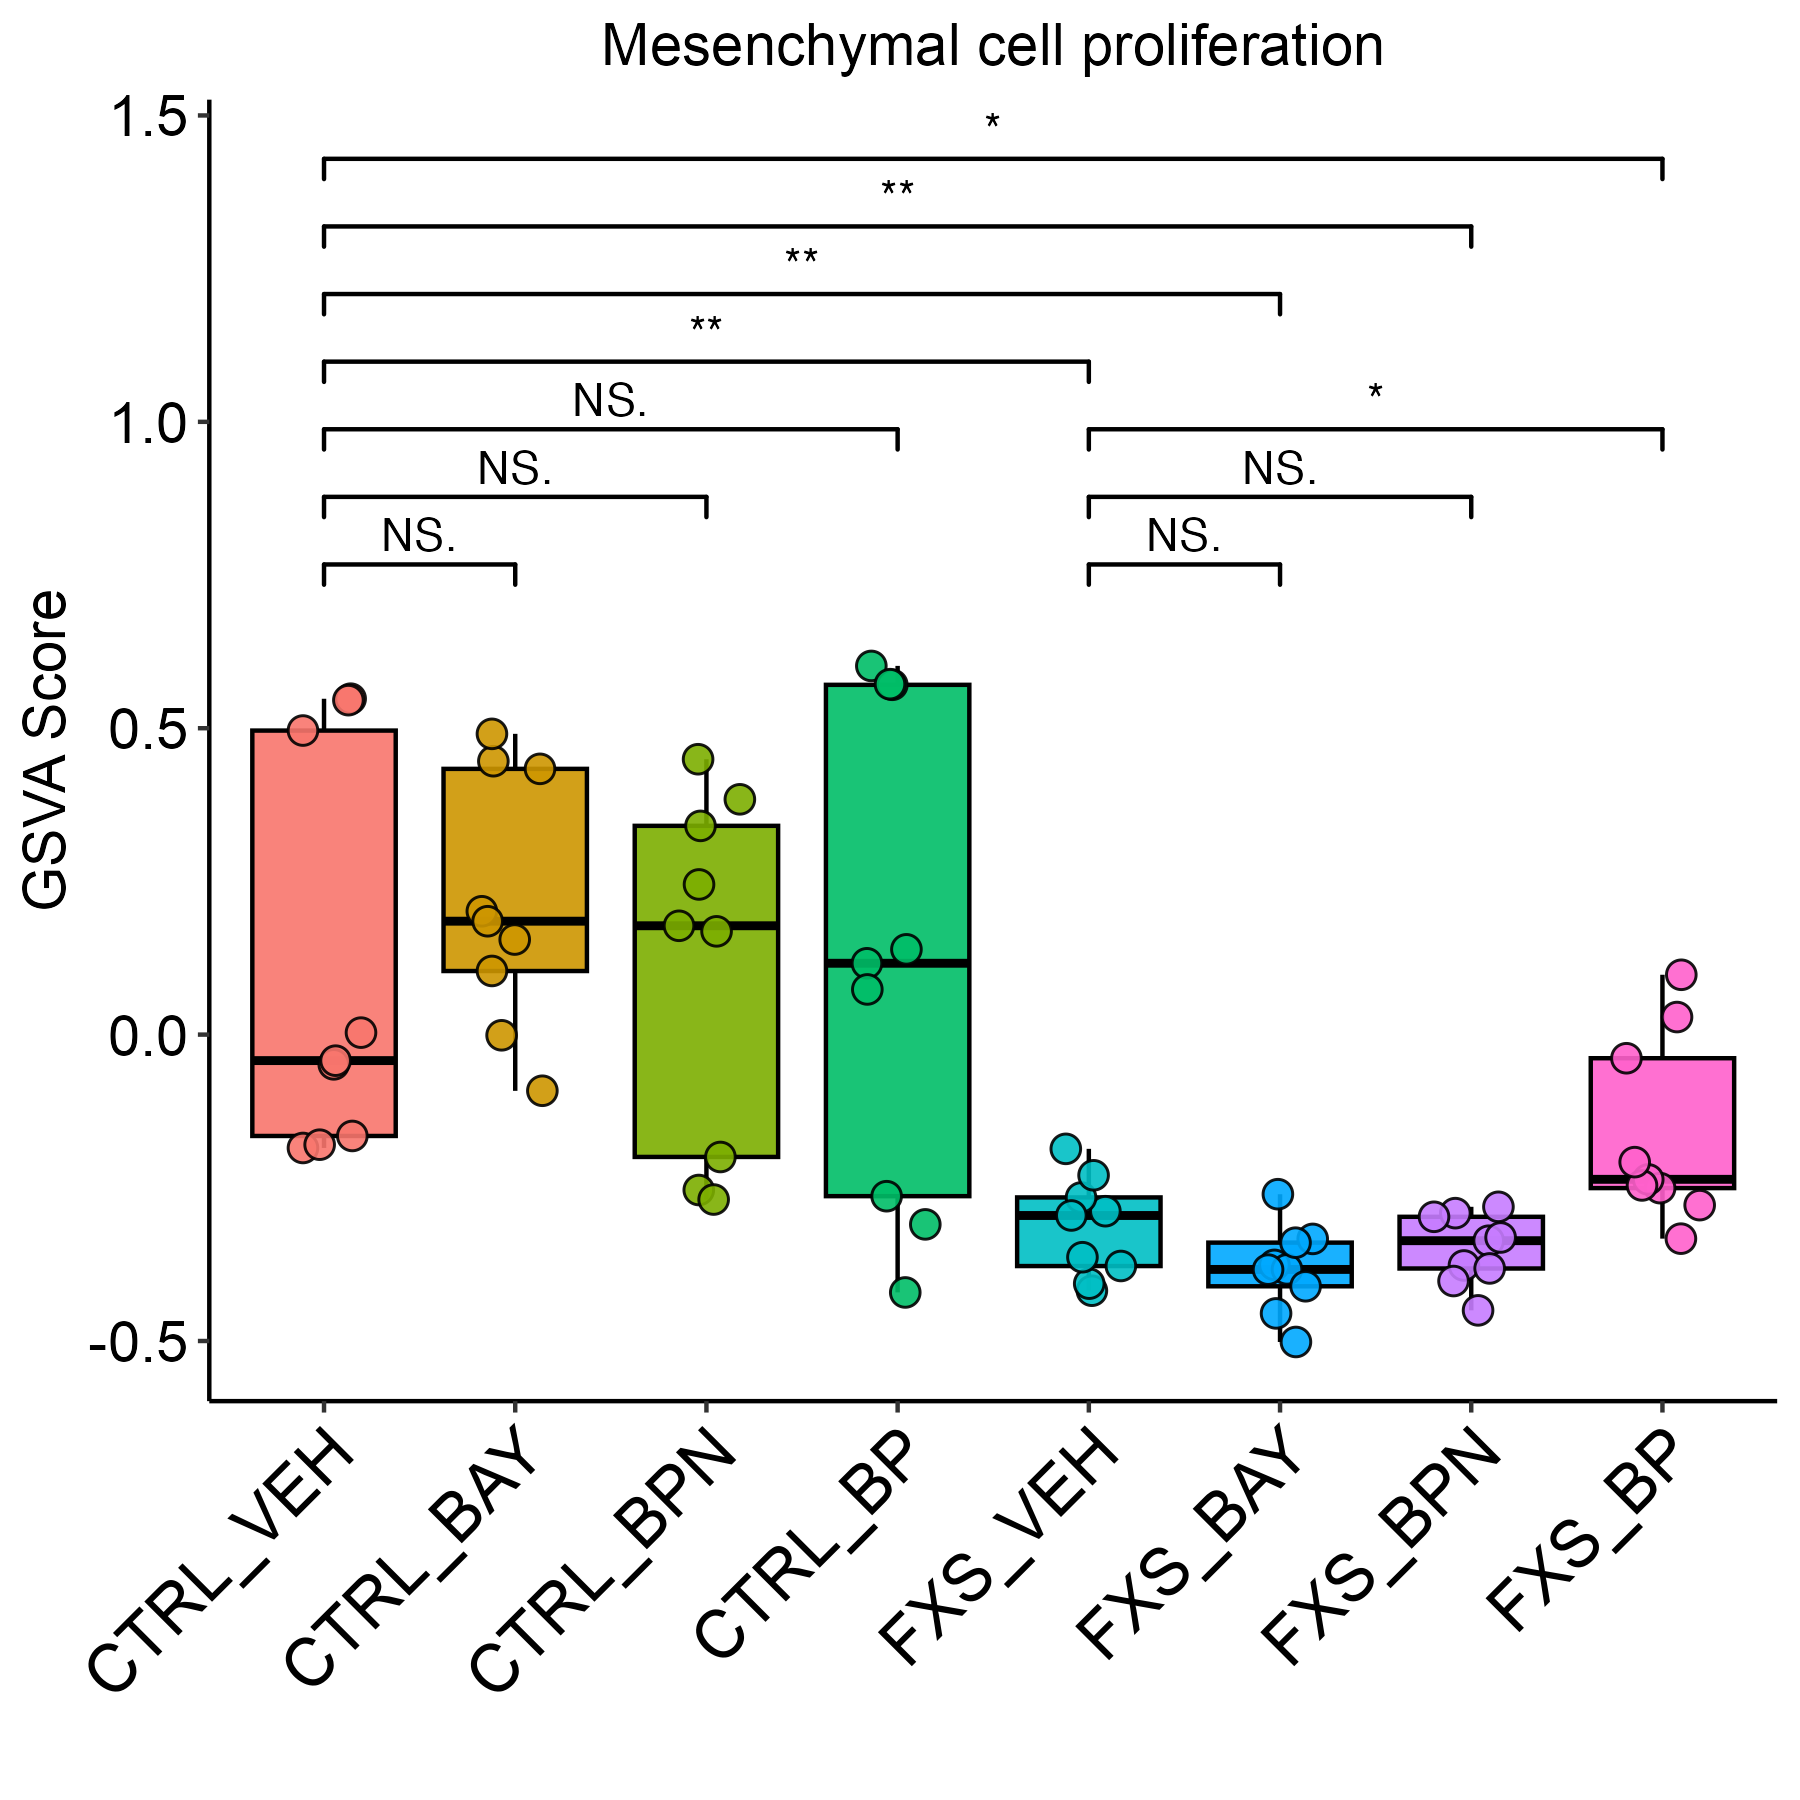 Mesenchymal cell proliferation
1.5
1.0
0.5
0.0
-0.5
GSVA Score
*
**
**
**
NS.
*
NS.
NS.
NS.
NS.
CTRL_VEH
CTRL_BAY
CTRL_BPN
CTRL_BP
FXS_VEH
FXS_BAY
FXS_BPN
FXS_BP